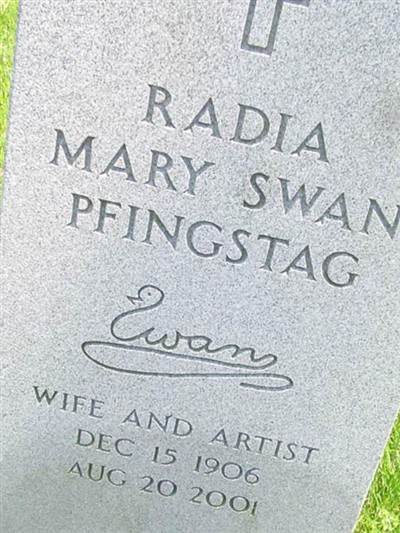 RADIA
MARY SWAN
PFINGSTAG
Swan
WIFE AND ARTIST
DEC 15 1906
AUG 20 2001